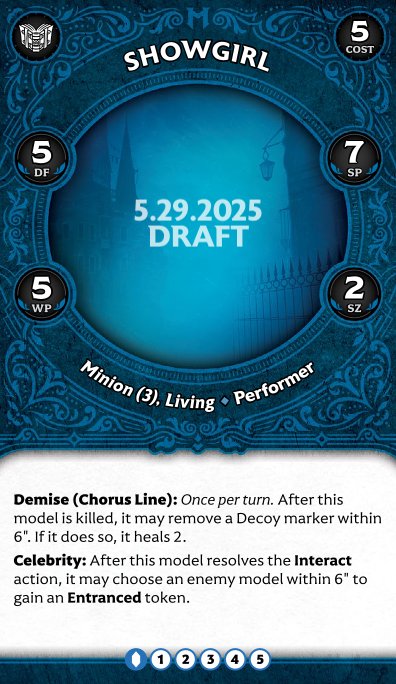 SHOWGIRL
5
COST
5
DF
7
SP
5.29.2025
DRAFT
5
WP
2
SZ
Minion (3), Living ◆ Performer
Demise (Chorus Line): Once per turn. After this
model is killed, it may remove a Decoy marker within
6". If it does so, it heals 2.
Celebrity: After this model resolves the Interact
action, it may choose an enemy model within 6" to
gain an Entranced token.
1 2 3 4 5